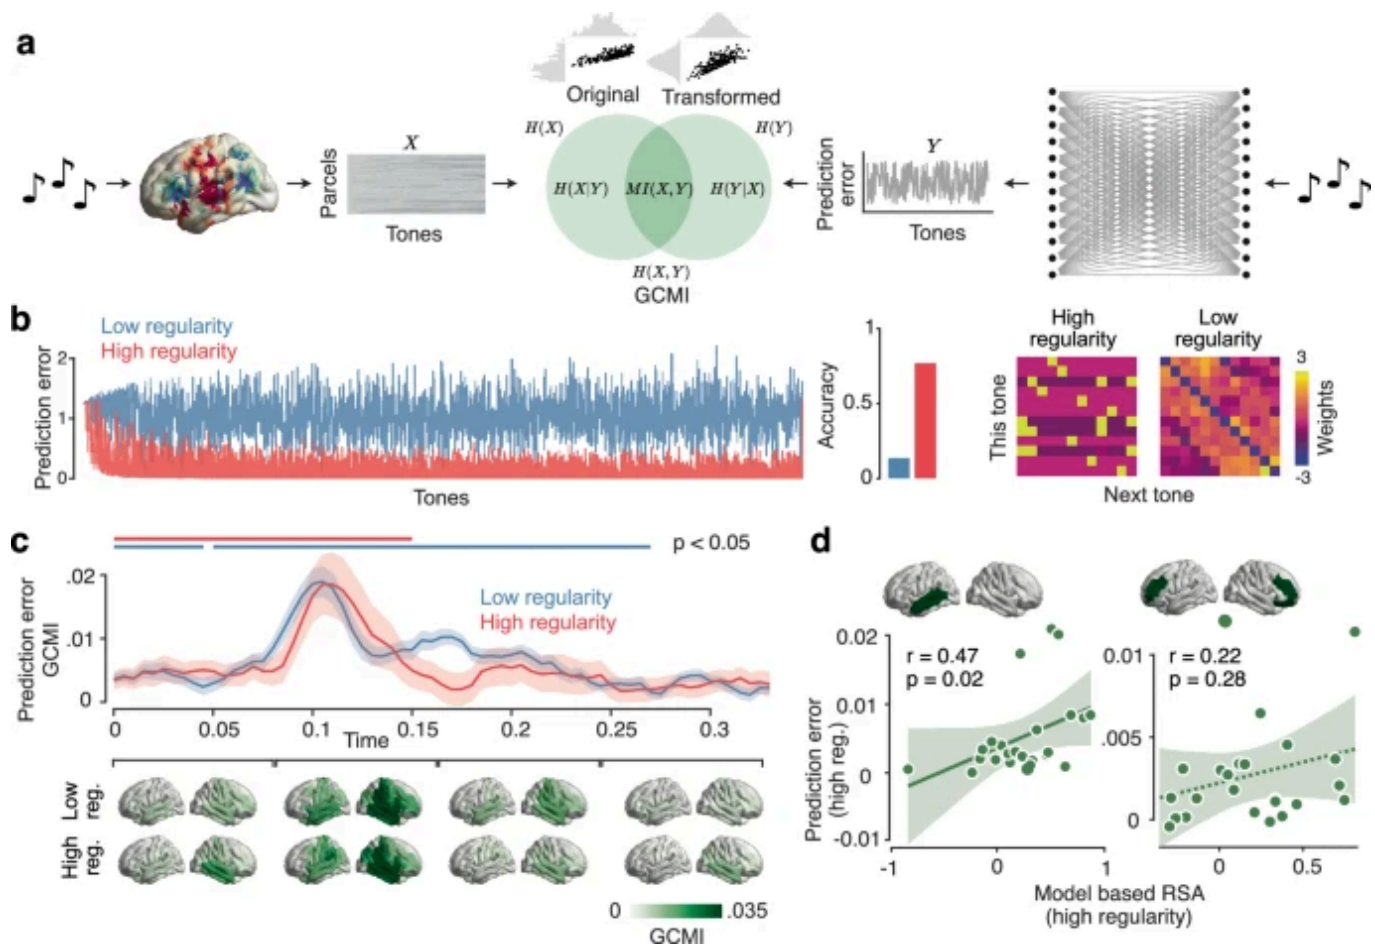 a
Original
Transformed
H(X)
H(Y)
X
Parcels
Tones
H(X|Y)
MI(X,Y)
H(Y|X)
H(X,Y)
GCMI
Prediction
error
Y
Tones
b
Low regularity
High regularity
Prediction error
2
1
0
Tones
Accuracy
1
0.5
0
High
regularity
Low
regularity
This tone
Next tone
3
-3
Weights
c
p < 0.05
Prediction error
GCMI
.02
.01
0
Low regularity
High regularity
0
0.05
0.1
0.15
0.2
0.25
0.3
Time
Low
reg.
High
reg.
0
.035
GCMI
d
Prediction error
(high reg.)
0.02
0.01
0
-0.01
r = 0.47
p = 0.02
-1
0
1
0.01
.005
0
r = 0.22
p = 0.28
0
0.5
Model based RSA
(high regularity)